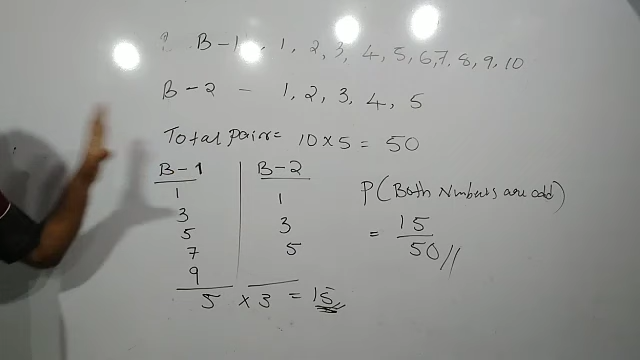 B-1, 1, 2, 3, 4, 5, 6, 7, 8, 9, 10
B-2 - 1, 2, 3, 4, 5
Total pair= 10×5 = 50
B-1 B-2
1 1
3 3
5 5
7
9
5 × 3 = 15
P(Both Numbers are odd)
= 15
50//